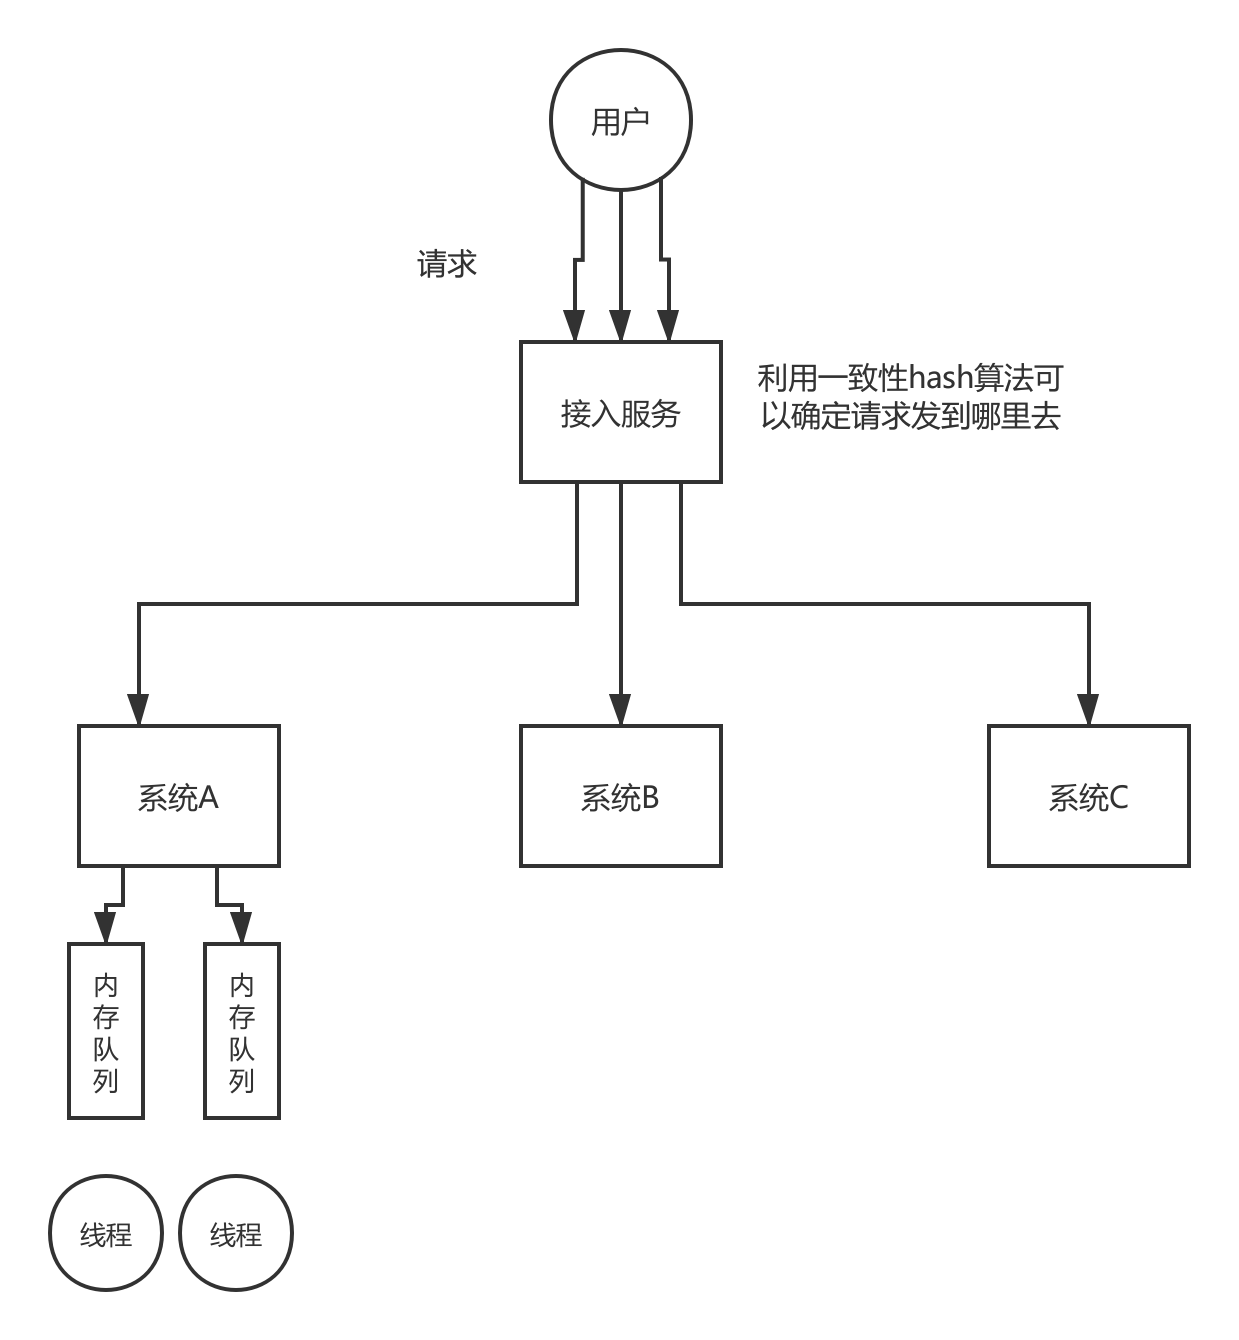 用户
请求
利用一致性hash算法可
以确定请求发到哪里去
接入服务
系统A
系统B
系统C
内
存
队
列
内
存
队
列
线程
线程